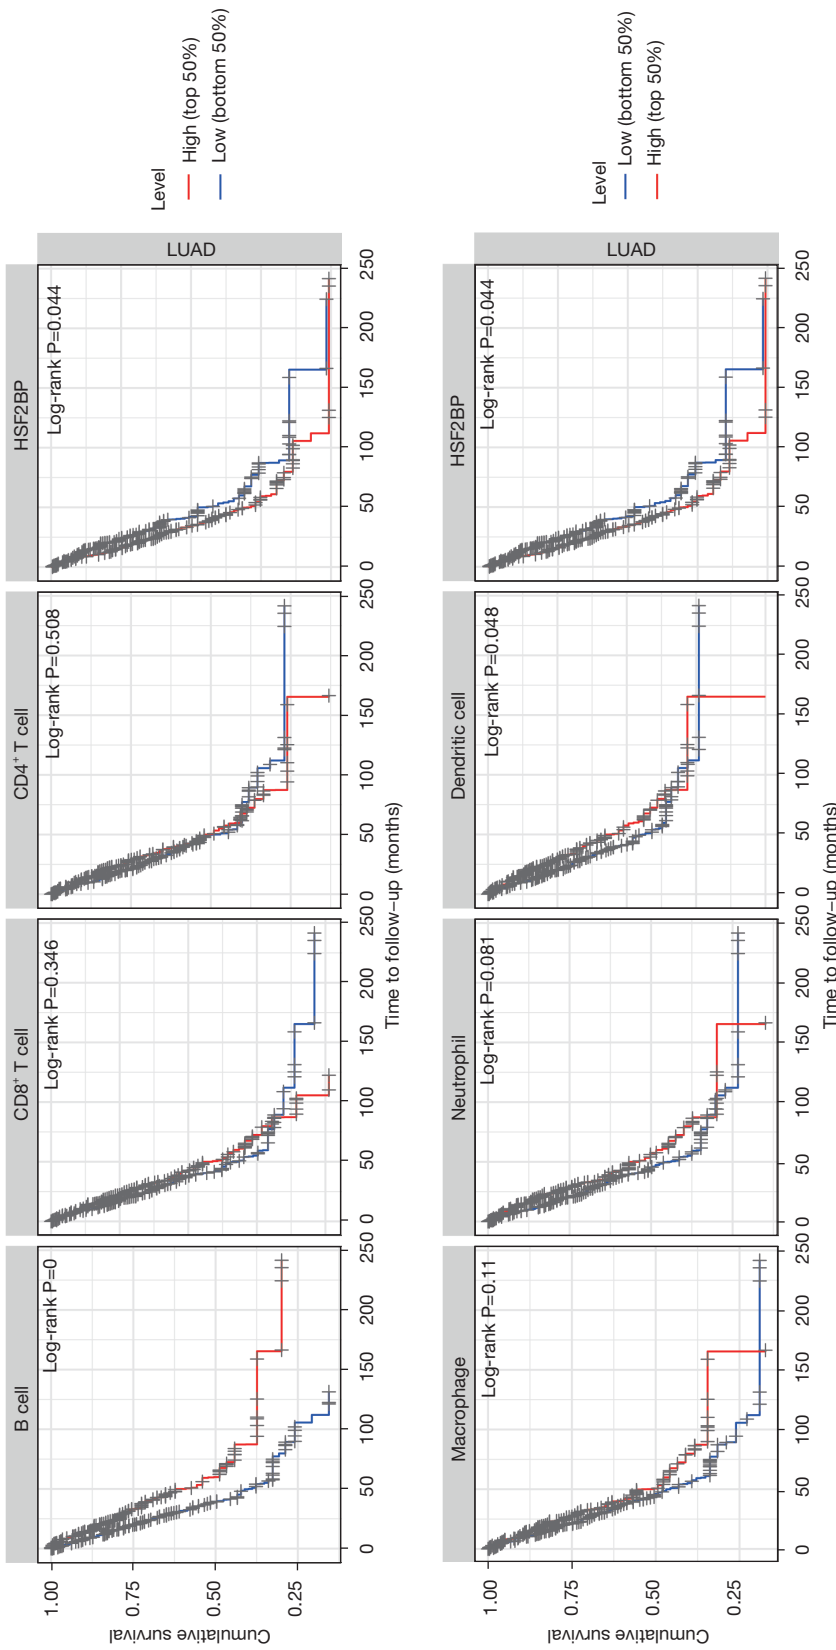 B cell
CD8+ T cell
CD4+ T cell
HSF2BP
Log-rank P=0
Log-rank P=0.346
Log-rank P=0.508
Log-rank P=0.044
LUAD
Cumulative survival
1.00
0.75
0.50
0.25
0 50 100 150 200 250
0 50 100 150 200 250
0 50 100 150 200 250
0 50 100 150 200 250
Time to follow–up (months)
Level
High (top 50%)
Low (bottom 50%)
Macrophage
Neutrophil
Dendritic cell
HSF2BP
Log-rank P=0.11
Log-rank P=0.081
Log-rank P=0.048
Log-rank P=0.044
LUAD
Cumulative survival
1.00
0.75
0.50
0.25
0 50 100 150 200 250
0 50 100 150 200 250
0 50 100 150 200 250
0 50 100 150 200 250
Time to follow–up (months)
Level
Low (bottom 50%)
High (top 50%)